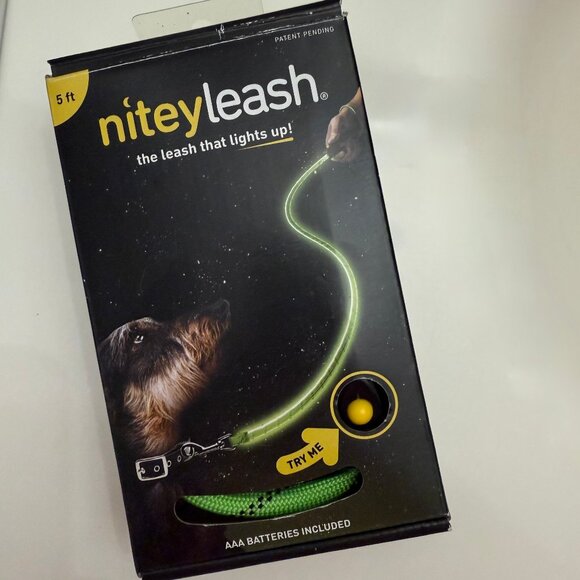 PATENT PENDING
5 ft
niteyleash®
the leash that lights up!
TRY ME
AAA BATTERIES INCLUDED